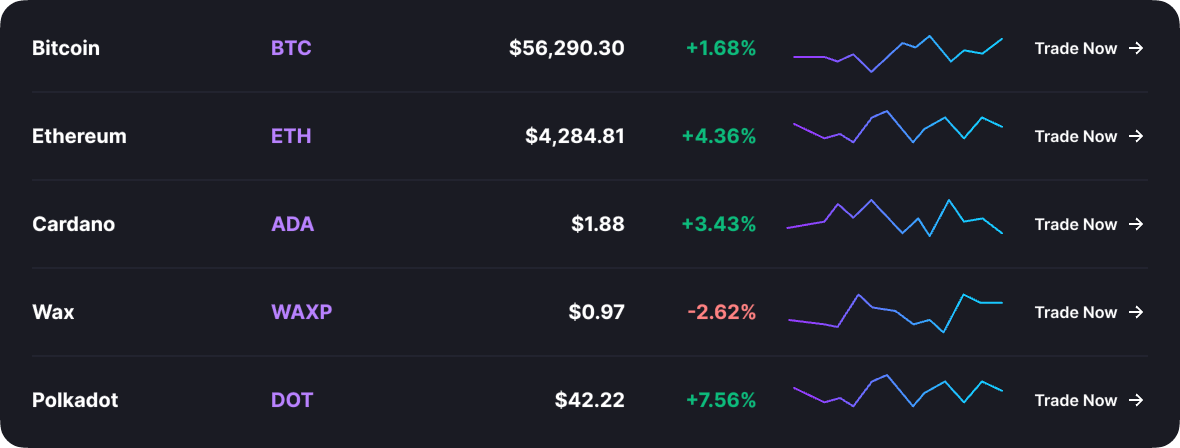 Bitcoin BTC $56,290.30 +1.68% Trade Now →
Ethereum ETH $4,284.81 +4.36% Trade Now →
Cardano ADA $1.88 +3.43% Trade Now →
Wax WAXP $0.97 -2.62% Trade Now →
Polkadot DOT $42.22 +7.56% Trade Now →